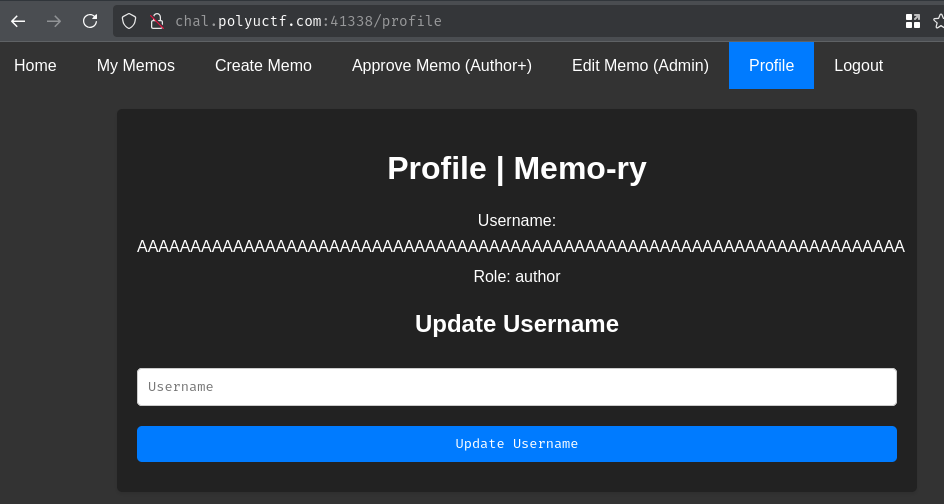 chal.polyuctf.com:41338/profile
Home My Memos Create Memo Approve Memo (Author+) Edit Memo (Admin) Profile Logout
Profile | Memo-ry
Username:
AAAAAAAAAAAAAAAAAAAAAAAAAAAAAAAAAAAAAAAAAAAAAAAAAAAAAAAAAAAAAAAAAAAAAAAA
Role: author
Update Username
Username
Update Username